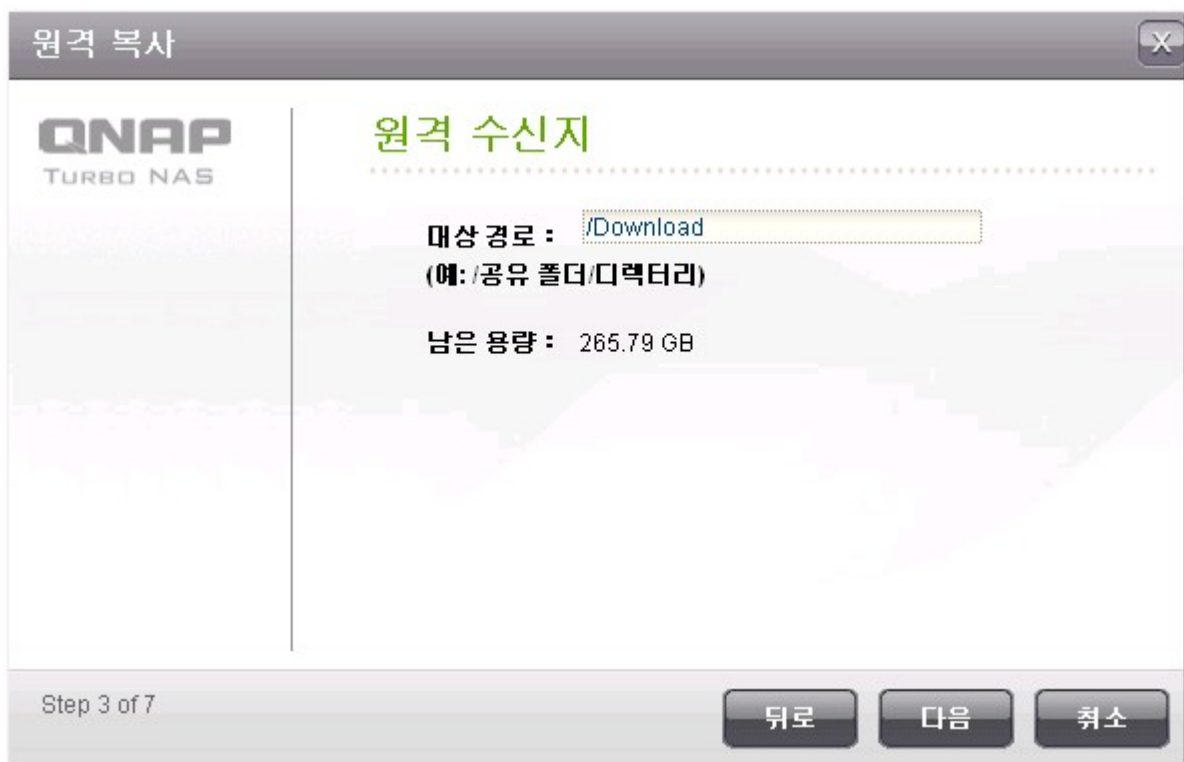 원격 복사
X
QNAP
TURBO NAS
원격 수신지
대상 경로 : /Download
(예: /공유 폴더/디렉터리)
남은 용량 : 265.79 GB
Step 3 of 7
뒤로
다음
취소